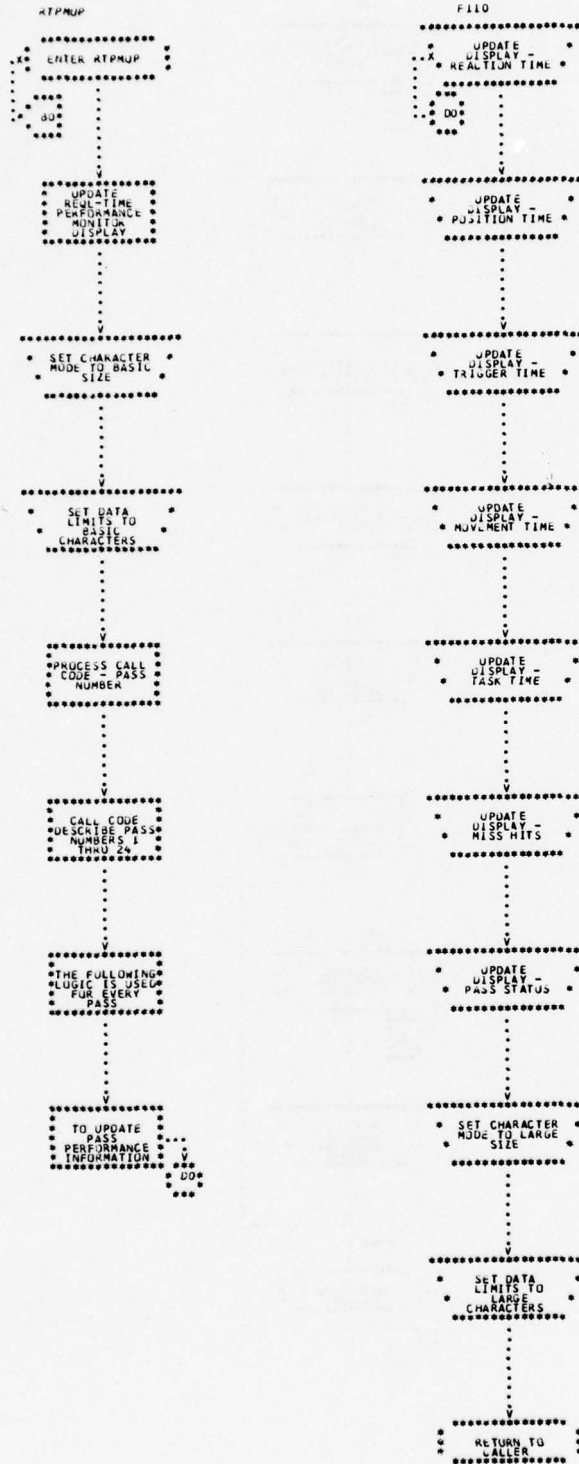 RTPMUP
ENTER RTPMUP
BO
UPDATE
REQL-TIME
PERFORMANCE
MONITOR
DISPLAY
SET CHARACTER
MODE TO BASIC
SIZE
SET DATA
LIMITS TO
BASIC
CHARACTERS
PROCESS CALL
CODE - PASS
NUMBER
CALL CODE
DESCRIBE PASS
NUMBERS 1
THRU 24
THE FOLLOWING
LOGIC IS USED
FOR EVERY
PASS
TO UPDATE
PASS
PERFORMANCE
INFORMATION
DO
F110
UPDATE
DISPLAY -
REACTION TIME
DO
UPDATE
DISPLAY -
POSITION TIME
UPDATE
DISPLAY -
TRIGGER TIME
UPDATE
DISPLAY -
MOVEMENT TIME
UPDATE
DISPLAY -
TASK TIME
UPDATE
DISPLAY -
MISS HITS
UPDATE
DISPLAY -
PASS STATUS
SET CHARACTER
MODE TO LARGE
SIZE
SET DATA
LIMITS TO
LARGE
CHARACTERS
RETURN TO
CALLER